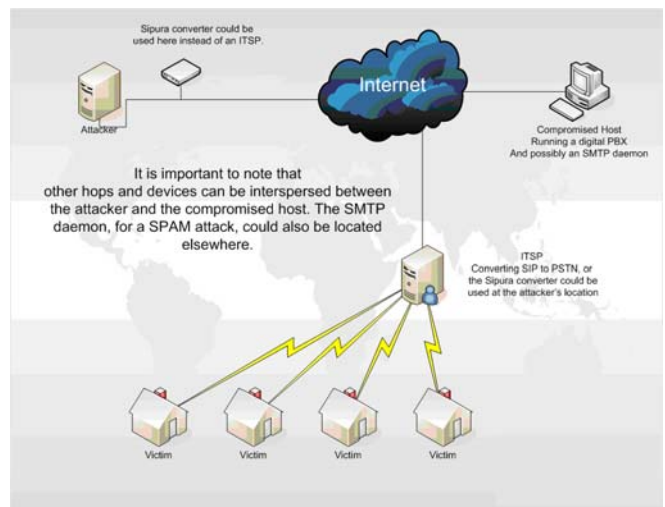 Sipura converter could be
used here instead of an ITSP.
Internet
Attacker
Compromised Host
Running a digital PBX
And possibly an SMTP daemon
It is important to note that
other hops and devices can be interspersed between
the attacker and the compromised host. The SMTP
daemon, for a SPAM attack, could also be located
elsewhere.
ITSP
Converting SIP to PSTN, or
the Sipura converter could be
used at the attacker's location
Victim
Victim
Victim
Victim